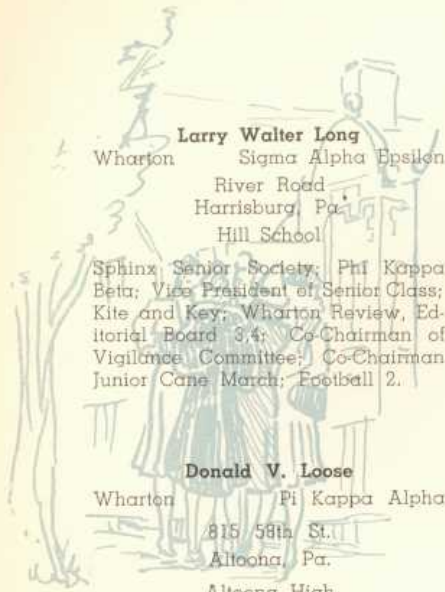 Larry Walter Long
Wharton Sigma Alpha Epsilon
River Road
Harrisburg, Pa.
Hill School
Sphinx Senior Society; Phi Kappa
Beta; Vice President of Senior Class;
Kite and Key; Wharton Review, Ed-
itorial Board 3,4; Co-Chairman of
Vigilance Committee; Co-Chairman
Junior Cane March; Football 2.
Donald V. Loose
Wharton Pi Kappa Alpha
815 58th St.
Altoona, Pa.
Altoona High